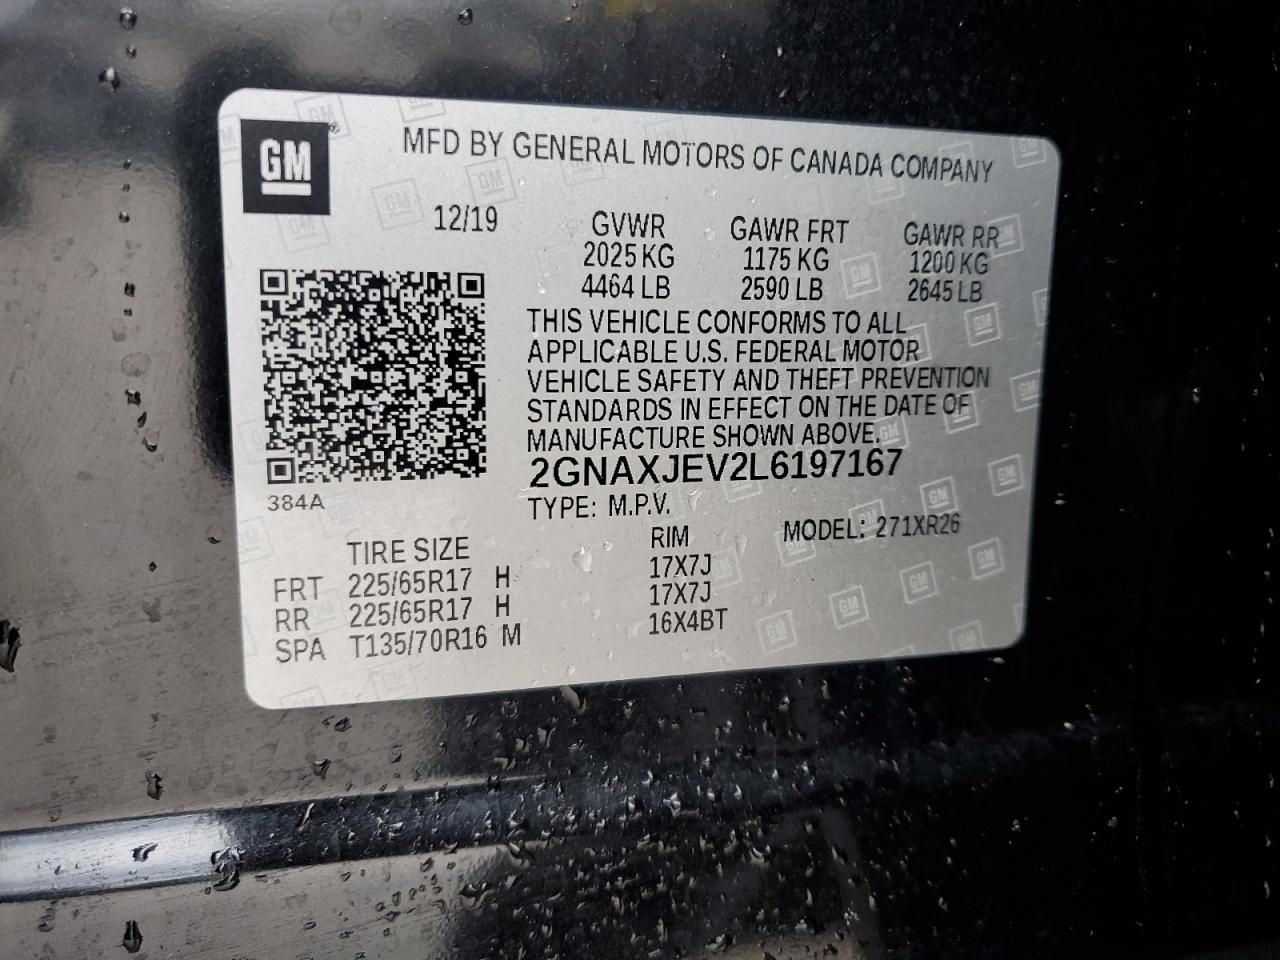 GM
MFD BY GENERAL MOTORS OF CANADA COMPANY
12/19
GVWR GAWR FRT GAWR RR
2025 KG 1175 KG 1200 KG
4464 LB 2590 LB 2645 LB
THIS VEHICLE CONFORMS TO ALL
APPLICABLE U.S. FEDERAL MOTOR
VEHICLE SAFETY AND THEFT PREVENTION
STANDARDS IN EFFECT ON THE DATE OF
MANUFACTURE SHOWN ABOVE.
2GNAXJEV2L6197167
384A
TYPE: M.P.V.
MODEL: 271XR26
TIRE SIZE RIM
FRT 225/65R17 H 17X7J
RR 225/65R17 H 17X7J
SPA T135/70R16 M 16X4BT